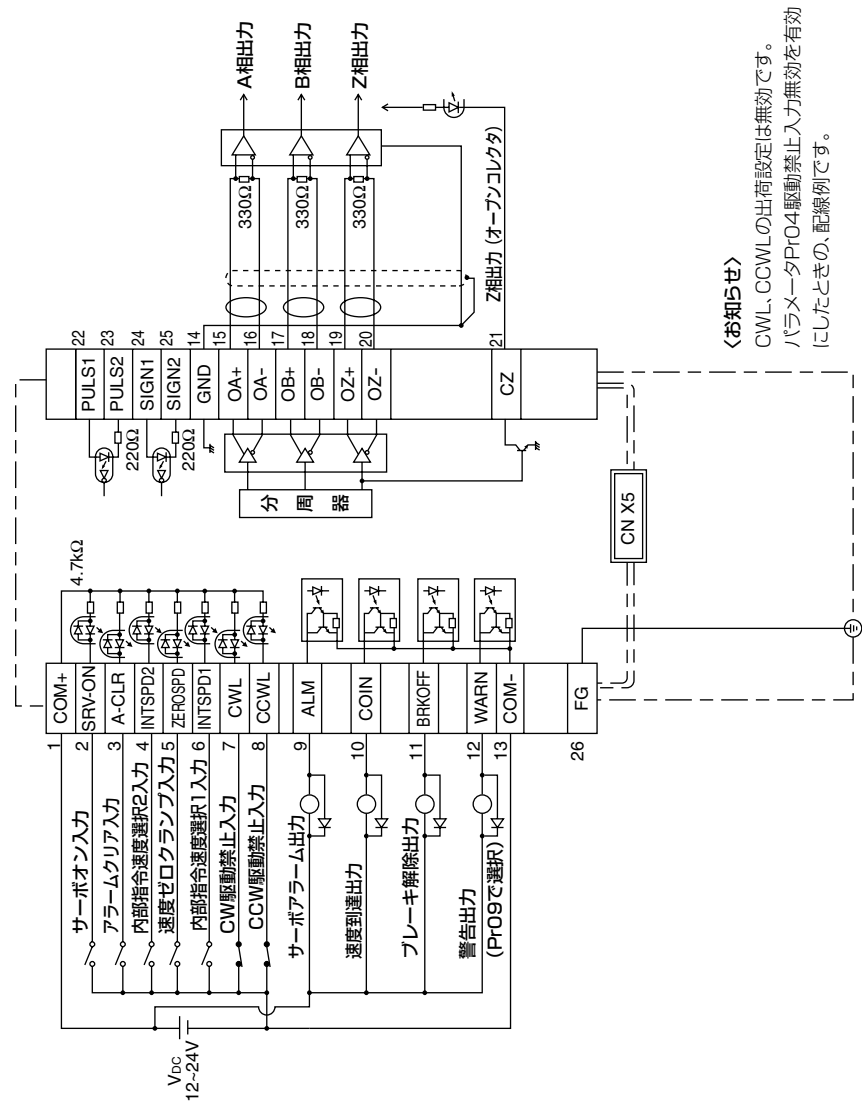 VDC
12~24V
サーボオン入力
アラームクリア入力
内部指令速度選択2入力
速度ゼロクランプ入力
内部指令速度選択1入力
CW駆動禁止入力
CCW駆動禁止入力
サーボアラーム出力
速度到達出力
ブレーキ解除出力
警告出力
(Pr09で選択)
1
2
3
4
5
6
7
8
9
10
11
12
13
26
COM+
SRV-ON
A-CLR
INTSPD2
ZEROSPD
INTSPD1
CWL
CCWL
ALM
COIN
BRKOFF
WARN
COM-
FG
4.7kΩ
CN X5
分周器
220Ω
220Ω
PULS1
PULS2
SIGN1
SIGN2
GND
OA+
OA-
OB+
OB-
OZ+
OZ-
CZ
22
23
24
25
14
15
16
17
18
19
20
21
330Ω
330Ω
330Ω
A相出力
B相出力
Z相出力
Z相出力 (オープンコレクタ)
〈お知らせ〉
CWL、CCWLの出荷設定は無効です。
パラメータPr04駆動禁止入力無効を有効
にしたときの、配線例です。